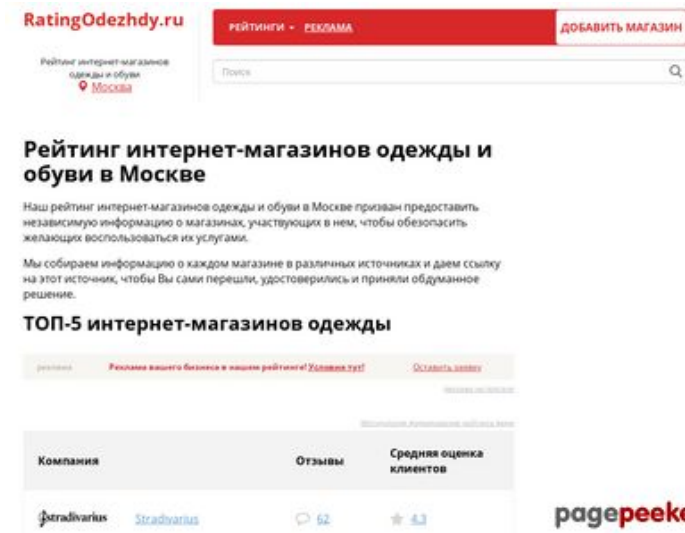 RatingOdezhdy.ru
РЕЙТИНГИ РЕКЛАМА
ДОБАВИТЬ МАГАЗИН
Рейтинг интернет-магазинов
одежды и обуви
Москва
Поиск
Рейтинг интернет-магазинов одежды и
обуви в Москве
Наш рейтинг интернет-магазинов одежды и обуви в Москве призван предоставить
независимую информацию о магазинах, участвующих в нем, чтобы обезопасить
желающих воспользоваться их услугами.
Мы собираем информацию о каждом магазине в различных источниках и даем ссылку
на этот источник, чтобы Вы сами перешли, удостоверились и приняли обдуманное
решение.
ТОП-5 интернет-магазинов одежды
реклама Реклама вашего бизнеса в нашем рейтинге! Условия тут! Оставить заявку
Компания Отзывы Средняя оценка
клиентов
Stradivarius Stradivarius 62 4.3
pagepeeke